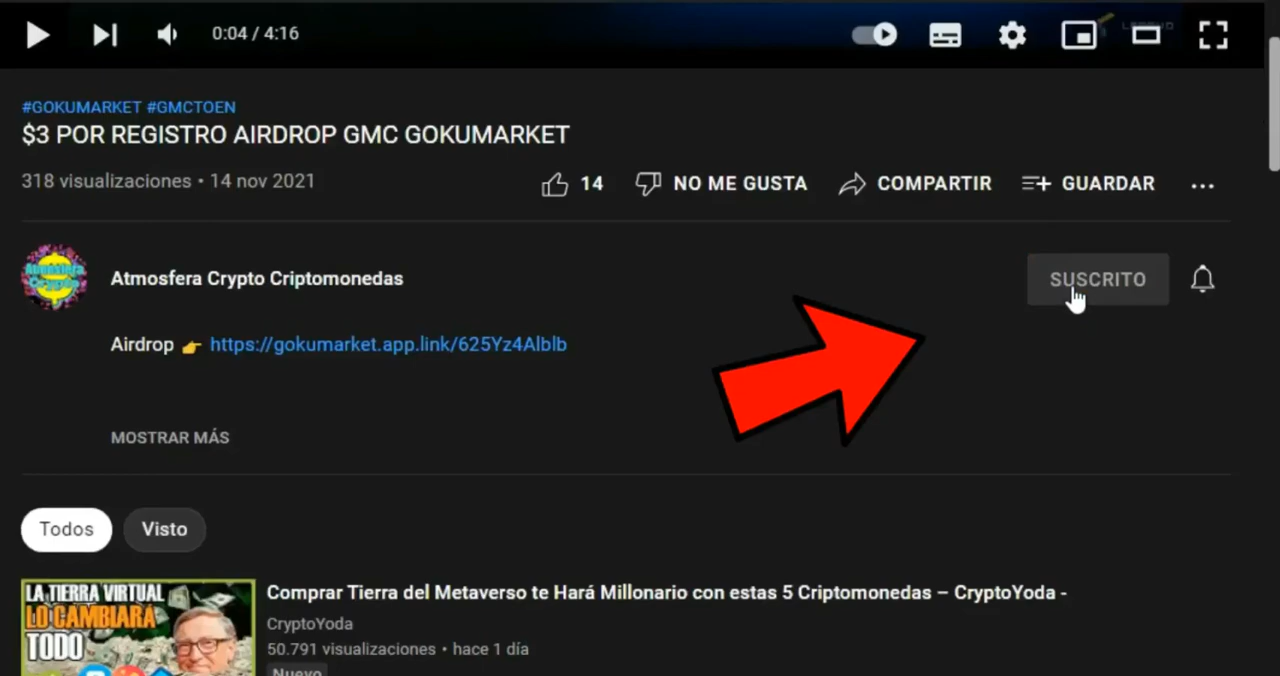 0:04 / 4:16
LEGEND
#GOKUMARKET #GMCTOEN
$3 POR REGISTRO AIRDROP GMC GOKUMARKET
318 visualizaciones • 14 nov 2021
14
NO ME GUSTA
COMPARTIR
GUARDAR
Atmosfera Crypto
Atmosfera Crypto Criptomonedas
SUSCRITO
Airdrop 👉 https://gokumarket.app.link/625Yz4Alblb
MOSTRAR MÁS
Todos
Visto
LA TIERRA VIRTUAL
LO CAMBIARÁ
TODO
Comprar Tierra del Metaverso te Hará Millonario con estas 5 Criptomonedas – CryptoYoda -
CryptoYoda
50.791 visualizaciones • hace 1 día
Nuevo